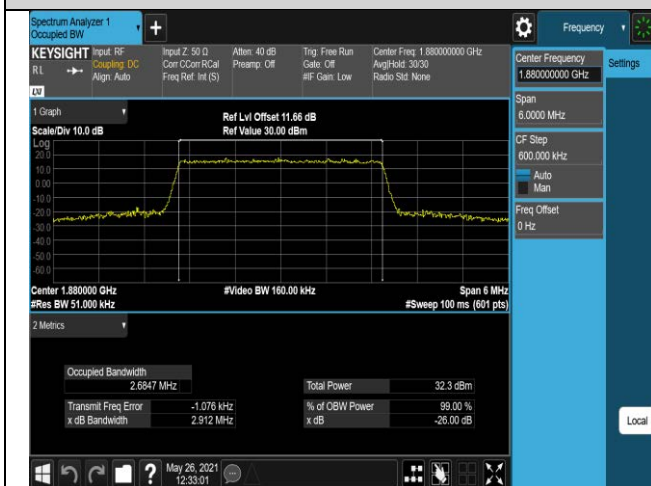 Spectrum Analyzer 1
Occupied BW
Frequency
KEYSIGHT
RL
LXI
Input: RF
Coupling: DC
Align: Auto
Input Z: 50 Ω
Corr CCorr RCal
Freq Ref: Int (S)
Atten: 40 dB
Preamp: Off
Trig: Free Run
Gate: Off
#IF Gain: Low
Center Freq: 1.880000000 GHz
Avg|Hold: 30/30
Radio Std: None
Center Frequency
1.880000000 GHz
Settings
Span
6.0000 MHz
CF Step
600.000 kHz
Auto
Man
Freq Offset
0 Hz
1 Graph
Scale/Div 10.0 dB
Ref Lvl Offset 11.66 dB
Ref Value 30.00 dBm
Log
20.0
10.0
0.00
-10.0
-20.0
-30.0
-40.0
-50.0
-60.0
Center 1.880000 GHz
#Res BW 51.000 kHz
#Video BW 160.00 kHz
Span 6 MHz
#Sweep 100 ms (601 pts)
2 Metrics
Occupied Bandwidth
2.6847 MHz
Total Power 32.3 dBm
Transmit Freq Error -1.076 kHz
% of OBW Power 99.00 %
x dB Bandwidth 2.912 MHz
x dB -26.00 dB
Local
?
May 26, 2021
12:33:01